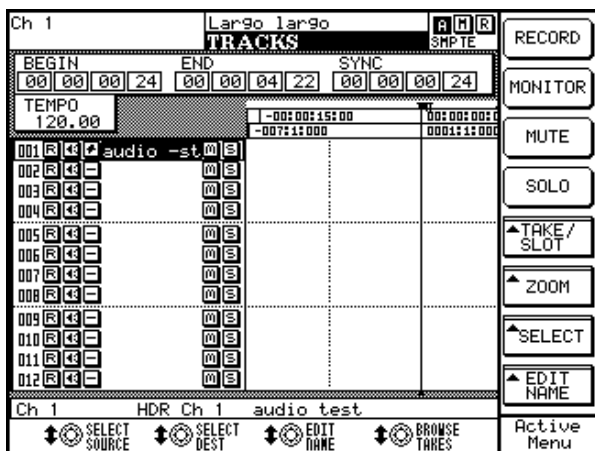 Ch 1 Largo largo A M R
TRACKS SMPTE
BEGIN END SYNC
00 00 00 24 00 00 04 22 00 00 00 24
TEMPO
120.00
-00:00:15:00 00:00:00:
-007:1:000 0001:1:000
001 R audio -st M S
002 R M S
003 R M S
004 R M S
005 R M S
006 R M S
007 R M S
008 R M S
009 R M S
010 R M S
011 R M S
012 R M S
Ch 1 HDR Ch 1 audio test
SELECT SOURCE SELECT DEST EDIT NAME BROWSE TAKES
RECORD
MONITOR
MUTE
SOLO
TAKE/
SLOT
ZOOM
SELECT
EDIT
NAME
Active
Menu